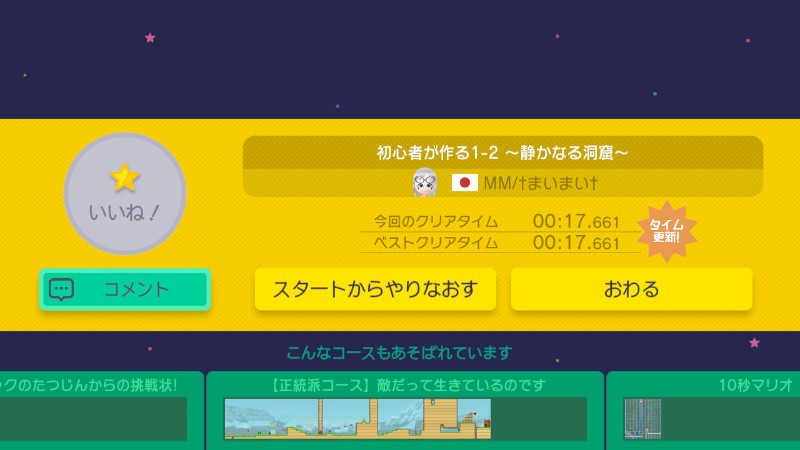 初心者が作る1-2 ～静かなる洞窟～
MM/†まいまい†
いいね！
今回のクリアタイム 00:17.661
ベストクリアタイム 00:17.661
タイム
更新!
コメント
スタートからやりなおす
おわる
こんなコースもあそばれています
クのたつじんからの挑戦状!
【正統派コース】敵だって生きているのです
10秒マリオ